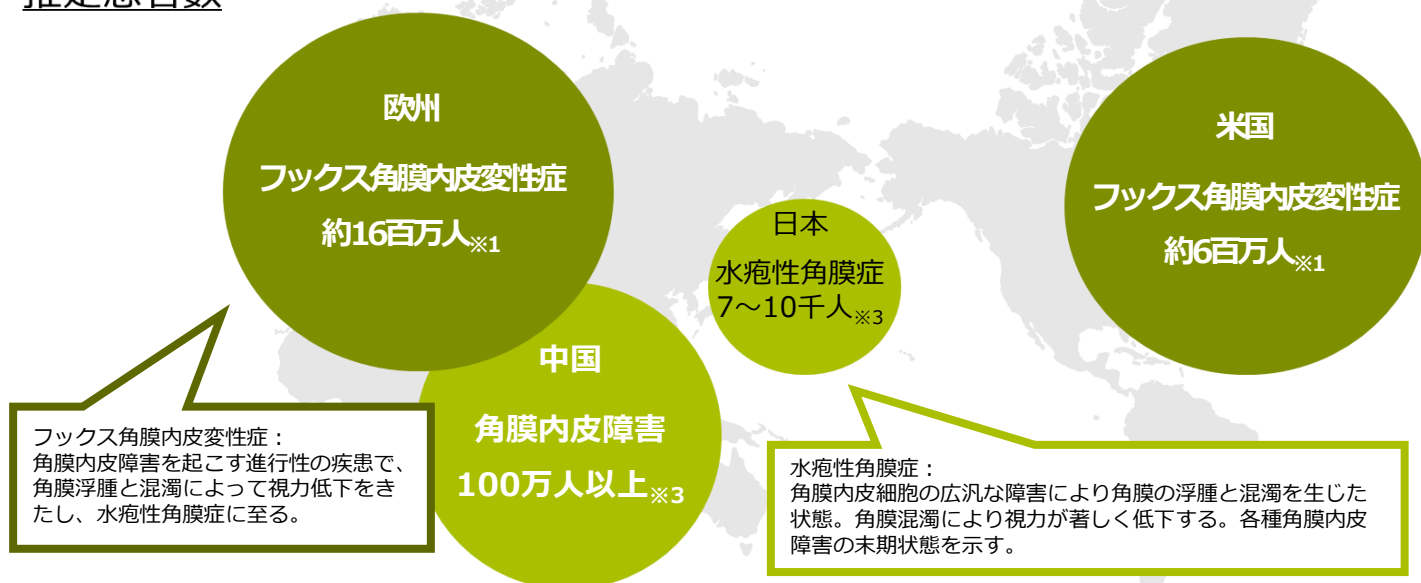 推定患者数
欧州
フックス角膜内皮変性症
約16百万人※1
米国
フックス角膜内皮変性症
約6百万人※1
日本
水疱性角膜症
7～10千人※3
中国
角膜内皮障害
100万人以上※3
フックス角膜内皮変性症：
角膜内皮障害を起こす進行性の疾患で、
角膜浮腫と混濁によって視力低下をき
たし、水疱性角膜症に至る。
水疱性角膜症：
角膜内皮細胞の広汎な障害により角膜の浮腫と混濁を生じた
状態。角膜混濁により視力が著しく低下する。各種角膜内皮
障害の末期状態を示す。